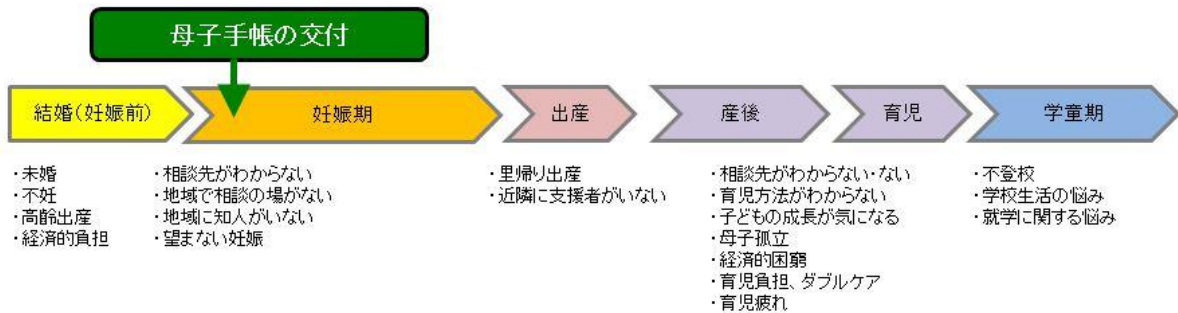 母子手帳の交付
結婚(妊娠前)
妊娠期
出産
産後
育児
学童期
・未婚
・不妊
・高齢出産
・経済的負担
・相談先がわからない
・地域で相談の場がない
・地域に知人がいない
・望まない妊娠
・里帰り出産
・近隣に支援者がいない
・相談先がわからない・ない
・育児方法がわからない
・子どもの成長が気になる
・母子孤立
・経済的困窮
・育児負担、ダブルケア
・育児疲れ
・不登校
・学校生活の悩み
・就学に関する悩み